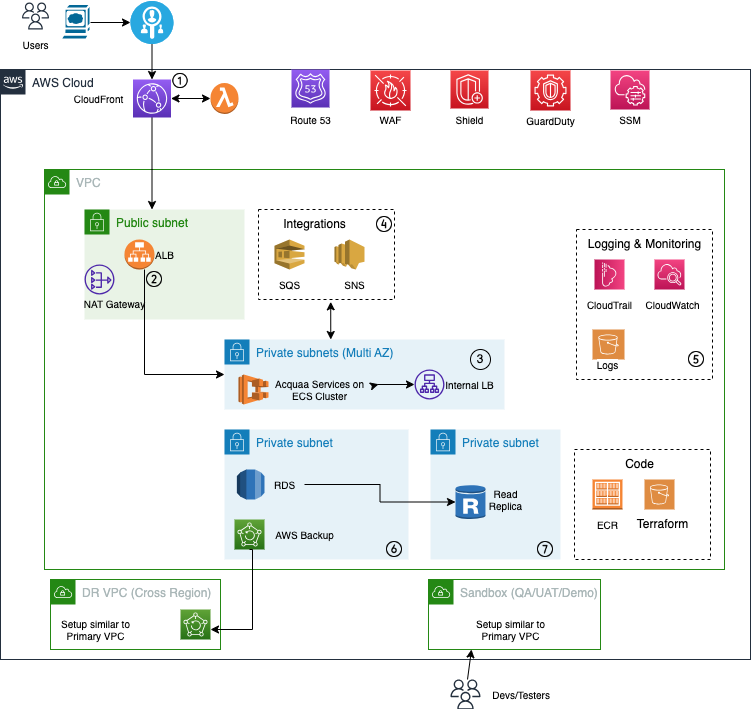 Users
aws
AWS Cloud
CloudFront
1
Route 53
53
WAF
Shield
GuardDuty
SSM
VPC
Public subnet
ALB
2
NAT Gateway
Integrations
4
SQS
SNS
Logging & Monitoring
CloudTrail
CloudWatch
Logs
5
Private subnets (Multi AZ)
3
Acquaa Services on
ECS Cluster
Internal LB
Private subnet
RDS
AWS Backup
6
Private subnet
R
Read
Replica
7
Code
ECR
Terraform
DR VPC (Cross Region)
Setup similar to
Primary VPC
Sandbox (QA/UAT/Demo)
Setup similar to
Primary VPC
Devs/Testers